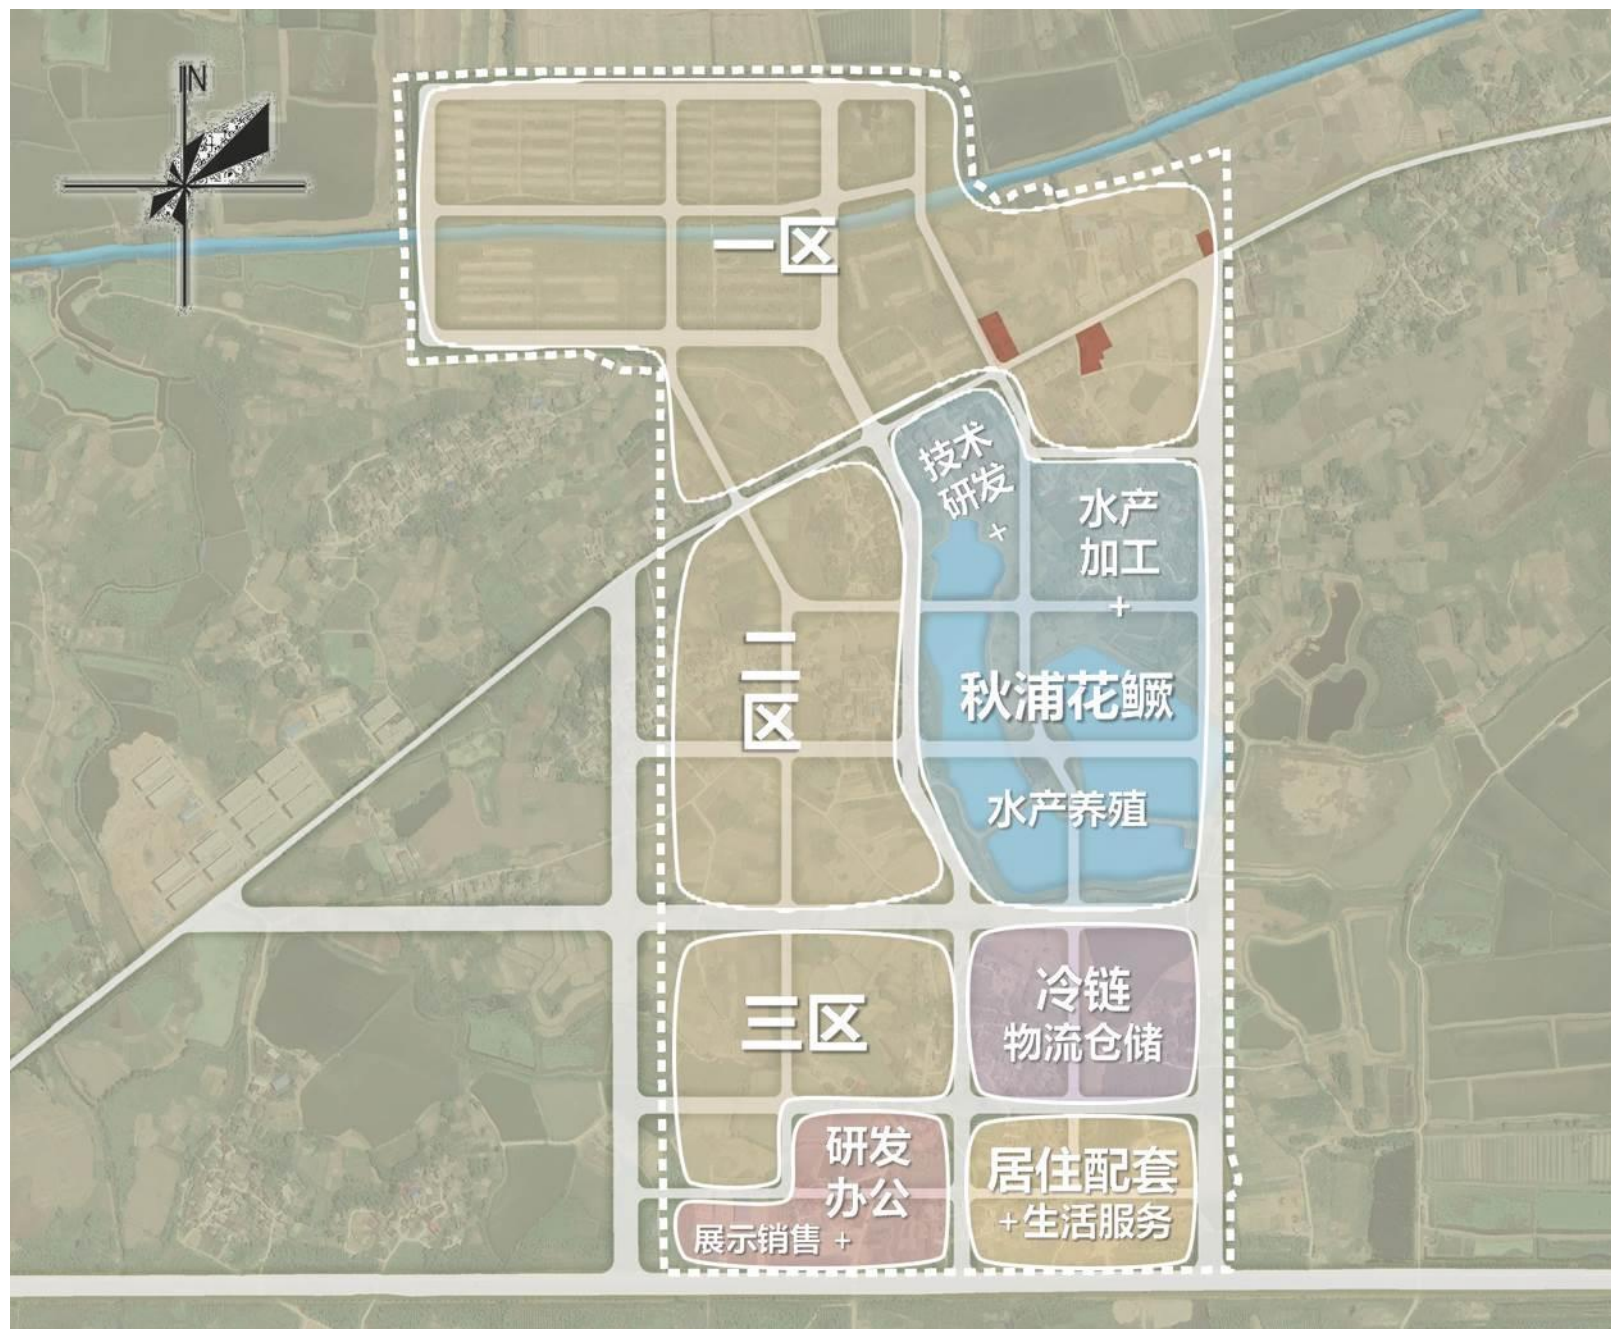 N
一区
技术
研发
+
水产
加工
+
二
区
秋浦花鳜
水产养殖
三区
冷链
物流仓储
研发
办公
展示销售 +
居住配套
+生活服务